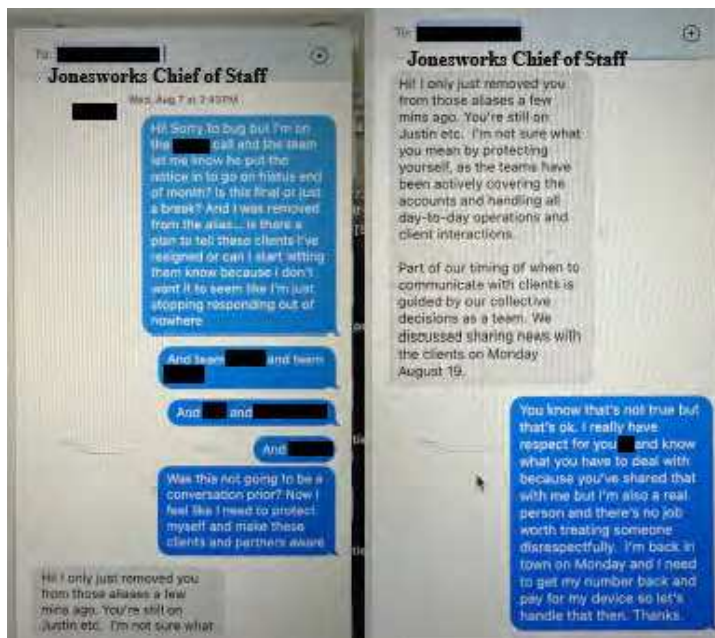 To:
Jonesworks Chief of Staff
Wed, Aug 7 at 2:43PM
Hi! Sorry to bug but I'm on
the call and the team
let me know he put the
notice in to go on hiatus end
of month? Is this final or just
a break? And I was removed
from the alias... is there a
plan to tell these clients I've
resigned or can I start letting
them know because I don't
want it to seem like I'm just
stopping responding out of
nowhere
And team and team
And and
And
Was this not going to be a
conversation prior? Now I
feel like I need to protect
myself and make these
clients and partners aware
Hi! I only just removed you
from those aliases a few
mins ago. You're still on
Justin etc. I'm not sure what
To:
Jonesworks Chief of Staff
Hi! I only just removed you
from those aliases a few
mins ago. You're still on
Justin etc. I'm not sure what
you mean by protecting
yourself, as the teams have
been actively covering the
accounts and handling all
day-to-day operations and
client interactions.
Part of our timing of when to
communicate with clients is
guided by our collective
decisions as a team. We
discussed sharing news with
the clients on Monday
August 19.
You know that's not true but
that's ok. I really have
respect for you and know
what you have to deal with
because you've shared that
with me but I'm also a real
person and there's no job
worth treating someone
disrespectfully. I'm back in
town on Monday and I need
to get my number back and
pay for my device so let's
handle that then. Thanks.